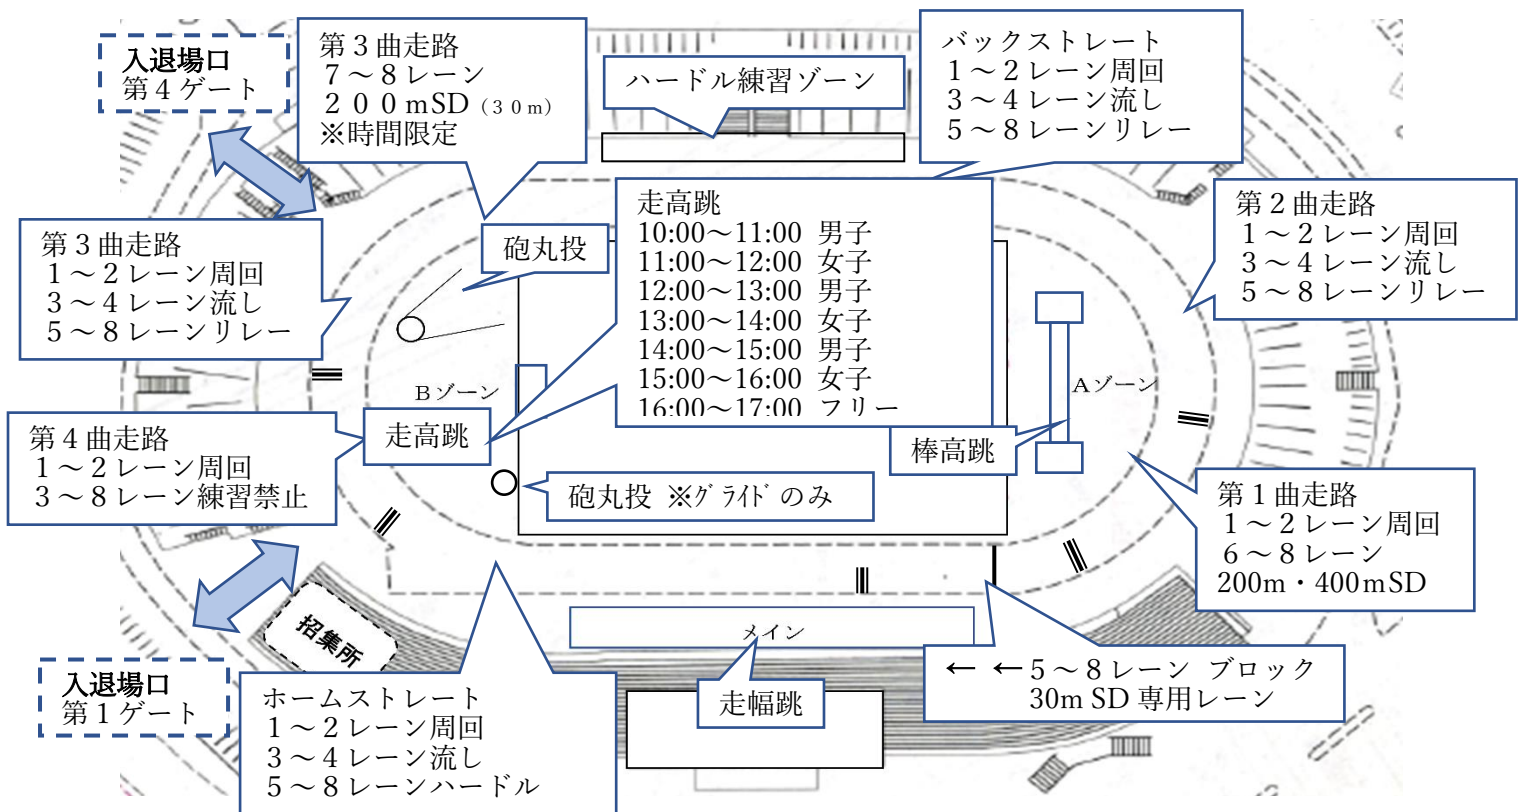 入退場口
第４ゲート
第３曲走路
７～８レーン
２００ｍSD（３０ｍ）
※時間限定
ハードル練習ゾーン
バックストレート
１～２レーン周回
３～４レーン流し
５～８レーンリレー
第３曲走路
１～２レーン周回
３～４レーン流し
５～８レーンリレー
砲丸投
走高跳
10:00～11:00 男子
11:00～12:00 女子
12:00～13:00 男子
13:00～14:00 女子
14:00～15:00 男子
15:00～16:00 女子
16:00～17:00 フリー
第２曲走路
１～２レーン周回
３～４レーン流し
５～８レーンリレー
Ｂゾーン
Ａゾーン
第４曲走路
１～２レーン周回
３～８レーン練習禁止
走高跳
棒高跳
砲丸投 ※グライドのみ
第１曲走路
１～２レーン周回
６～８レーン
200m・400mSD
招集所
メイン
入退場口
第１ゲート
ホームストレート
１～２レーン周回
３～４レーン流し
５～８レーンハードル
走幅跳
← ←５～８レーン ブロック
30m SD 専用レーン